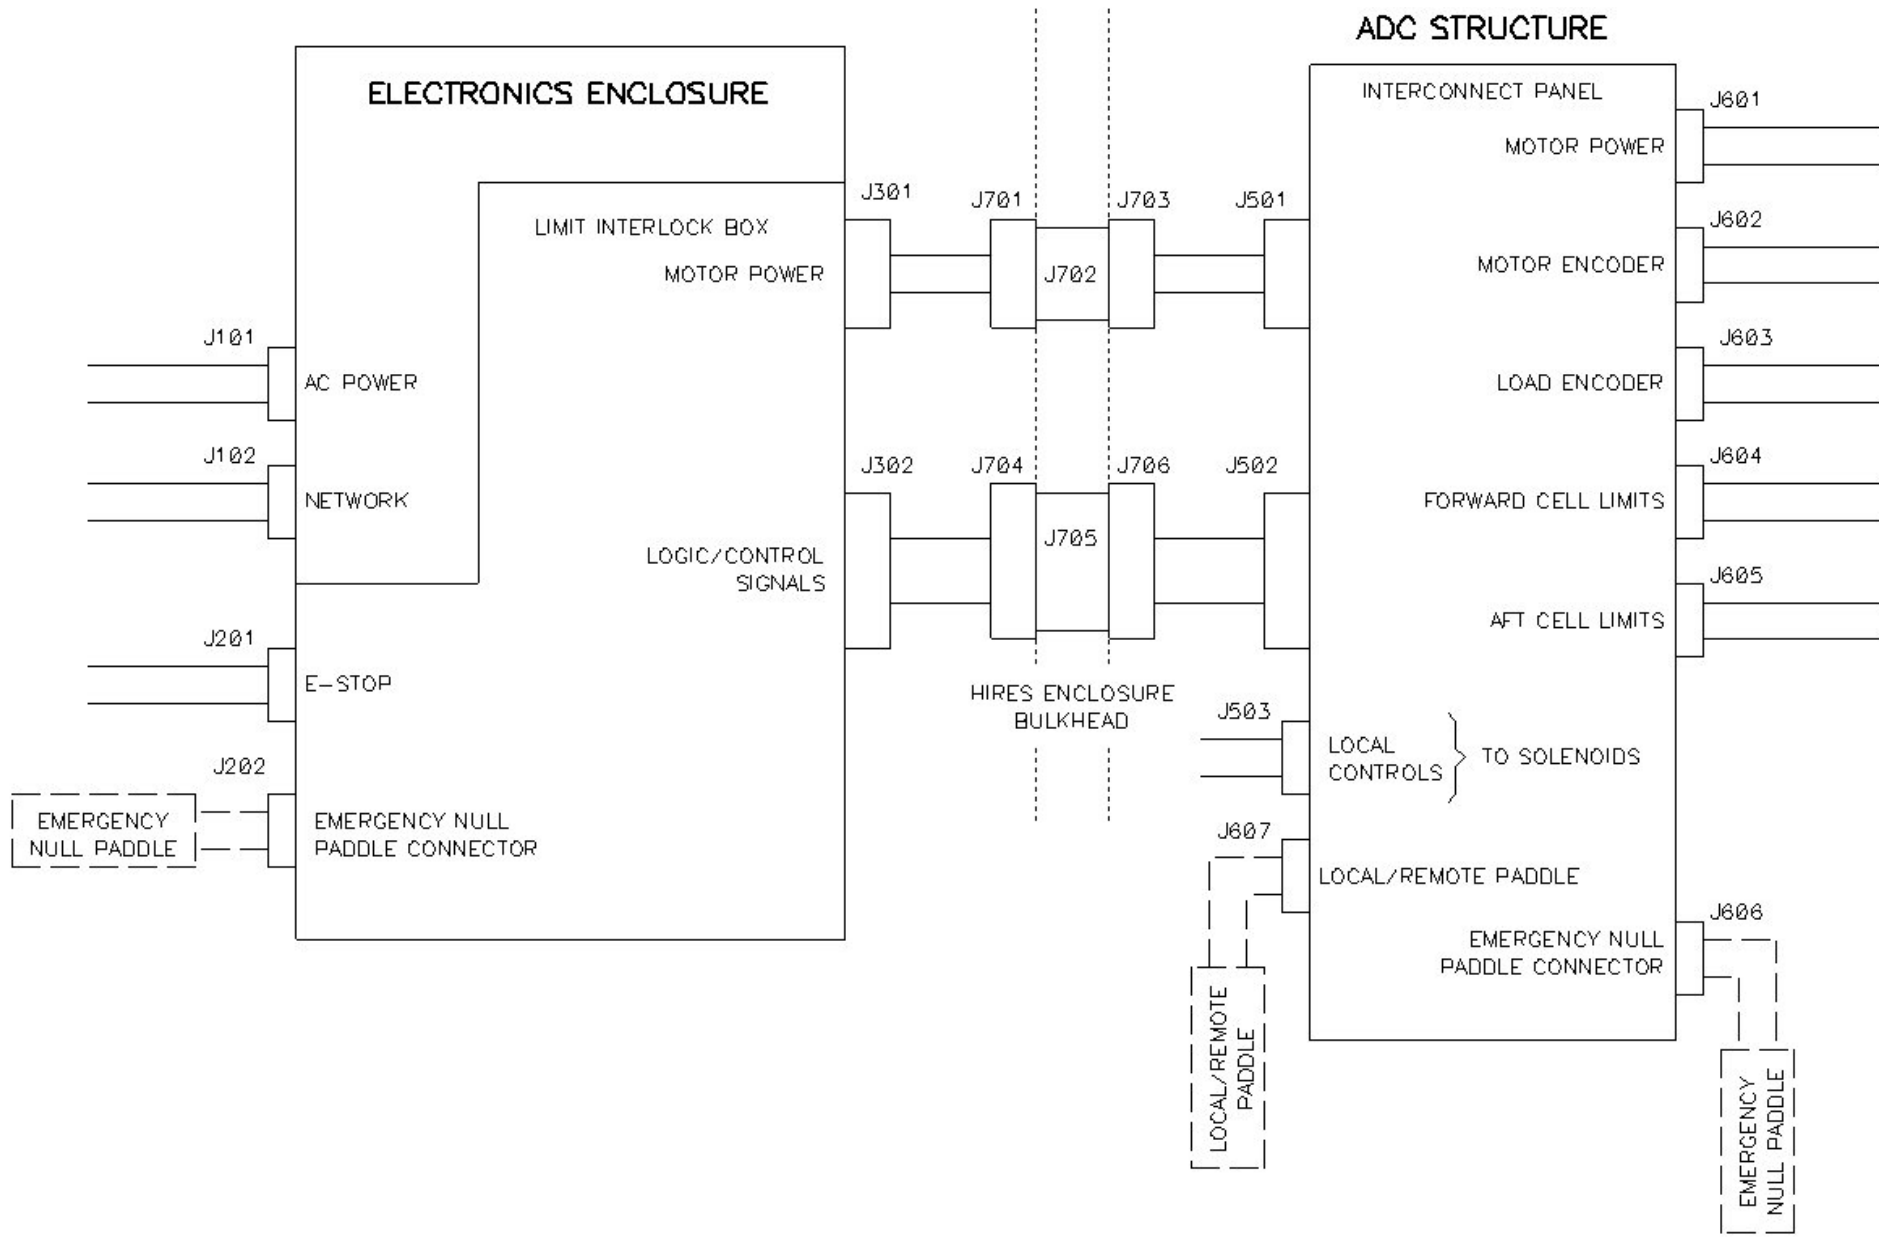 ADC STRUCTURE
ELECTRONICS ENCLOSURE
INTERCONNECT PANEL
J601
MOTOR POWER
J301
J701
J703
J501
LIMIT INTERLOCK BOX
MOTOR POWER
J702
J602
MOTOR ENCODER
J101
AC POWER
J603
LOAD ENCODER
J102
NETWORK
J302
J704
J706
J502
J705
LOGIC/CONTROL
SIGNALS
J604
FORWARD CELL LIMITS
J605
AFT CELL LIMITS
J201
E-STOP
HIRES ENCLOSURE
BULKHEAD
J503
LOCAL
CONTROLS
TO SOLENOIDS
J202
EMERGENCY
NULL PADDLE
EMERGENCY NULL
PADDLE CONNECTOR
J607
LOCAL/REMOTE PADDLE
J606
EMERGENCY NULL
PADDLE CONNECTOR
LOCAL/REMOTE
PADDLE
EMERGENCY
NULL PADDLE